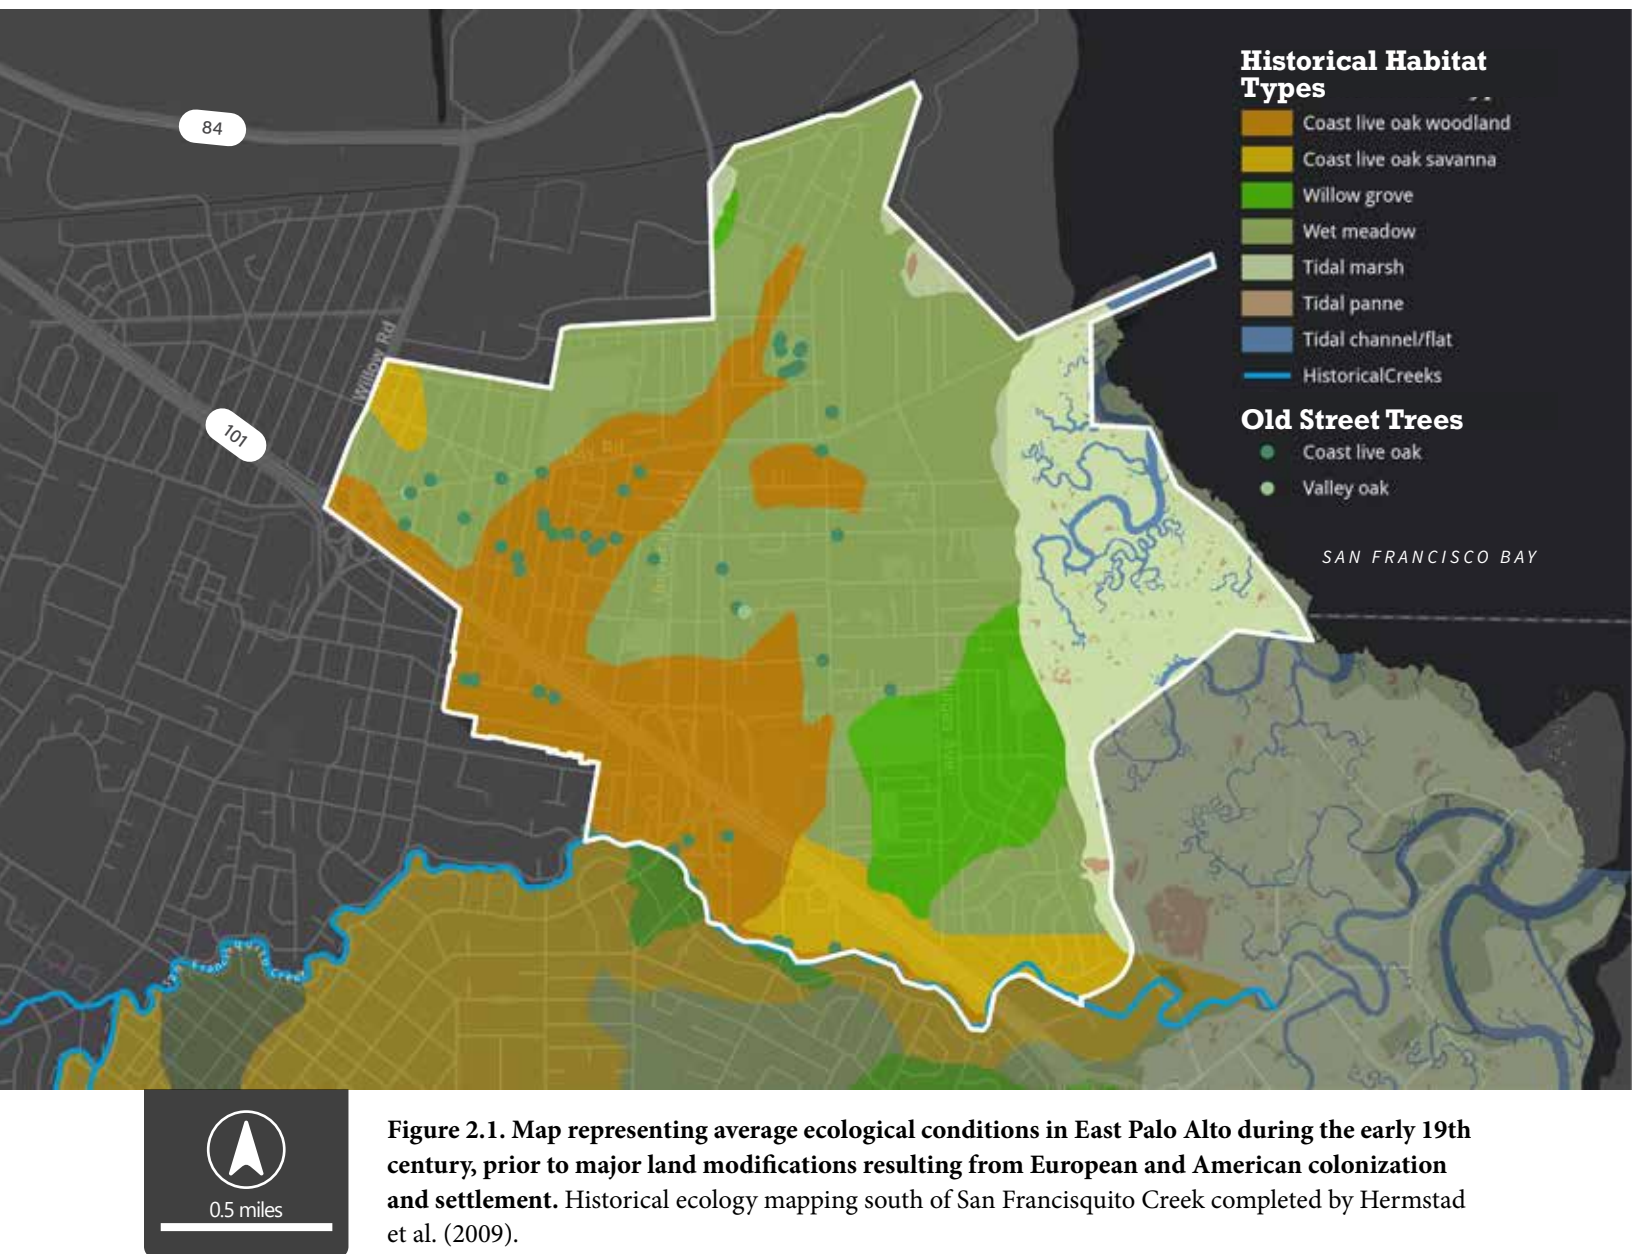 84
Willow Rd
101
Historical Habitat
Types
Coast live oak woodland
Coast live oak savanna
Willow grove
Wet meadow
Tidal marsh
Tidal panne
Tidal channel/flat
HistoricalCreeks
Old Street Trees
Coast live oak
Valley oak
SAN FRANCISCO BAY
San Francisquito Creek
0.5 miles
Figure 2.1. Map representing average ecological conditions in East Palo Alto during the early 19th
century, prior to major land modifications resulting from European and American colonization
and settlement. Historical ecology mapping south of San Francisquito Creek completed by Hermstad
et al. (2009).